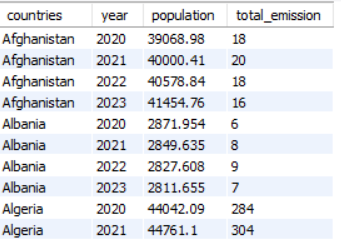 countries year population total_emission
Afghanistan 2020 39068.98 18
Afghanistan 2021 40000.41 20
Afghanistan 2022 40578.84 18
Afghanistan 2023 41454.76 16
Albania 2020 2871.954 6
Albania 2021 2849.635 8
Albania 2022 2827.608 9
Albania 2023 2811.655 7
Algeria 2020 44042.09 284
Algeria 2021 44761.1 304